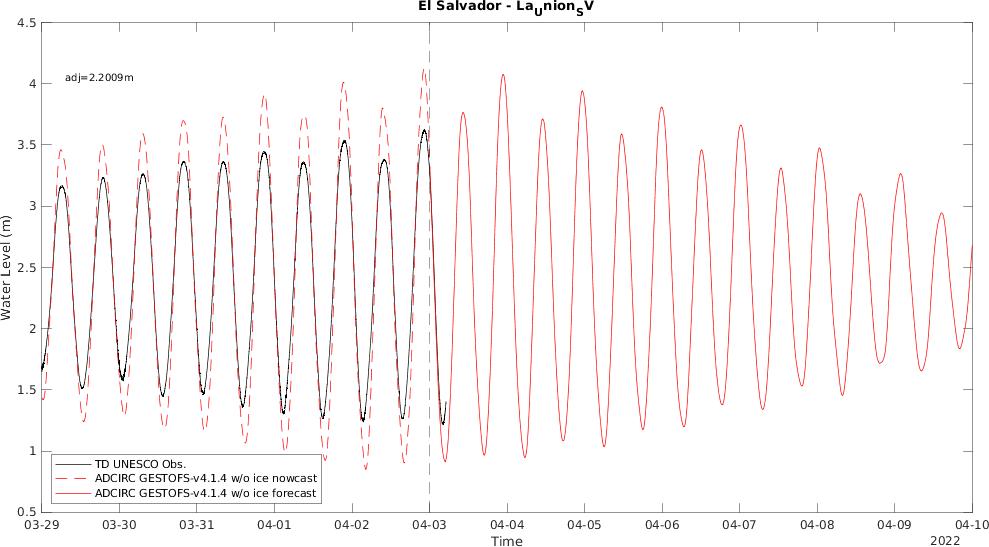 El Salvador - LaUnionSV
adj=2.2009m
4.5
4
3.5
3
2.5
2
1.5
1
0.5
Water Level (m)
TD UNESCO Obs.
ADCIRC GESTOFS-v4.1.4 w/o ice nowcast
ADCIRC GESTOFS-v4.1.4 w/o ice forecast
03-29 03-30 03-31 04-01 04-02 04-03 04-04 04-05 04-06 04-07 04-08 04-09 04-10
Time
2022